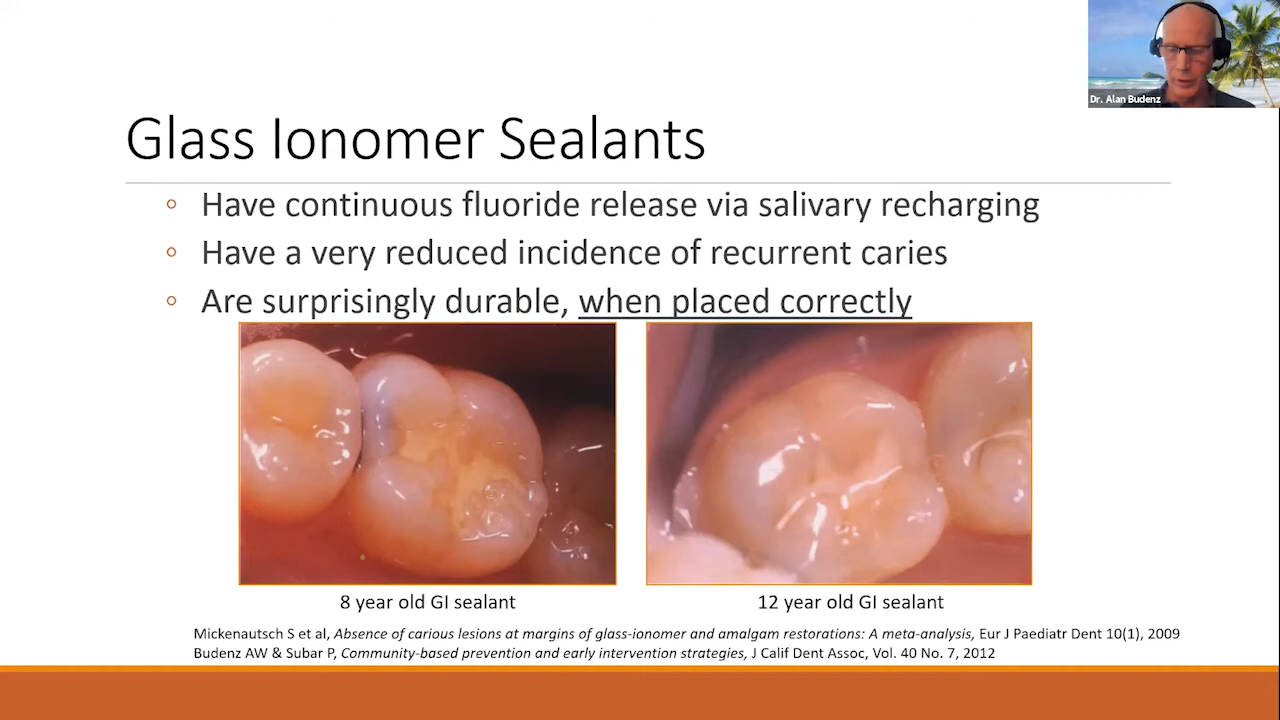 Dr. Alan Budenz
Glass Ionomer Sealants
◦ Have continuous fluoride release via salivary recharging
◦ Have a very reduced incidence of recurrent caries
◦ Are surprisingly durable, when placed correctly
8 year old GI sealant
12 year old GI sealant
Mickenautsch S et al, Absence of carious lesions at margins of glass-ionomer and amalgam restorations: A meta-analysis, Eur J Paediatr Dent 10(1), 2009
Budenz AW & Subar P, Community-based prevention and early intervention strategies, J Calif Dent Assoc, Vol. 40 No. 7, 2012